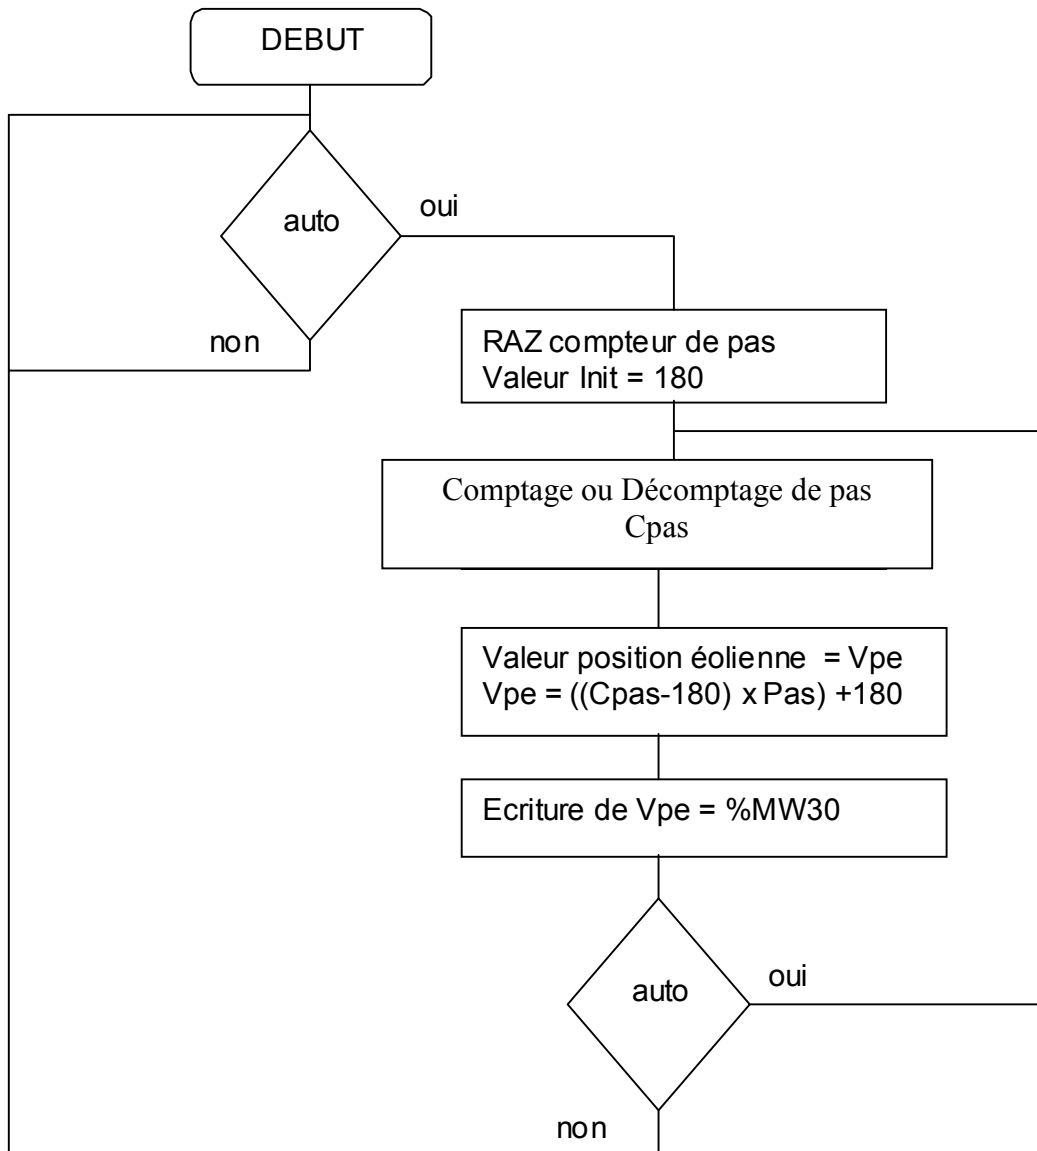 DEBUT
auto
oui
non
RAZ compteur de pas
Valeur Init = 180
Comptage ou Décomptage de pas
Cpas
Valeur position éolienne = Vpe
Vpe = ((Cpas-180) x Pas) +180
Ecriture de Vpe = %MW30
auto
oui
non